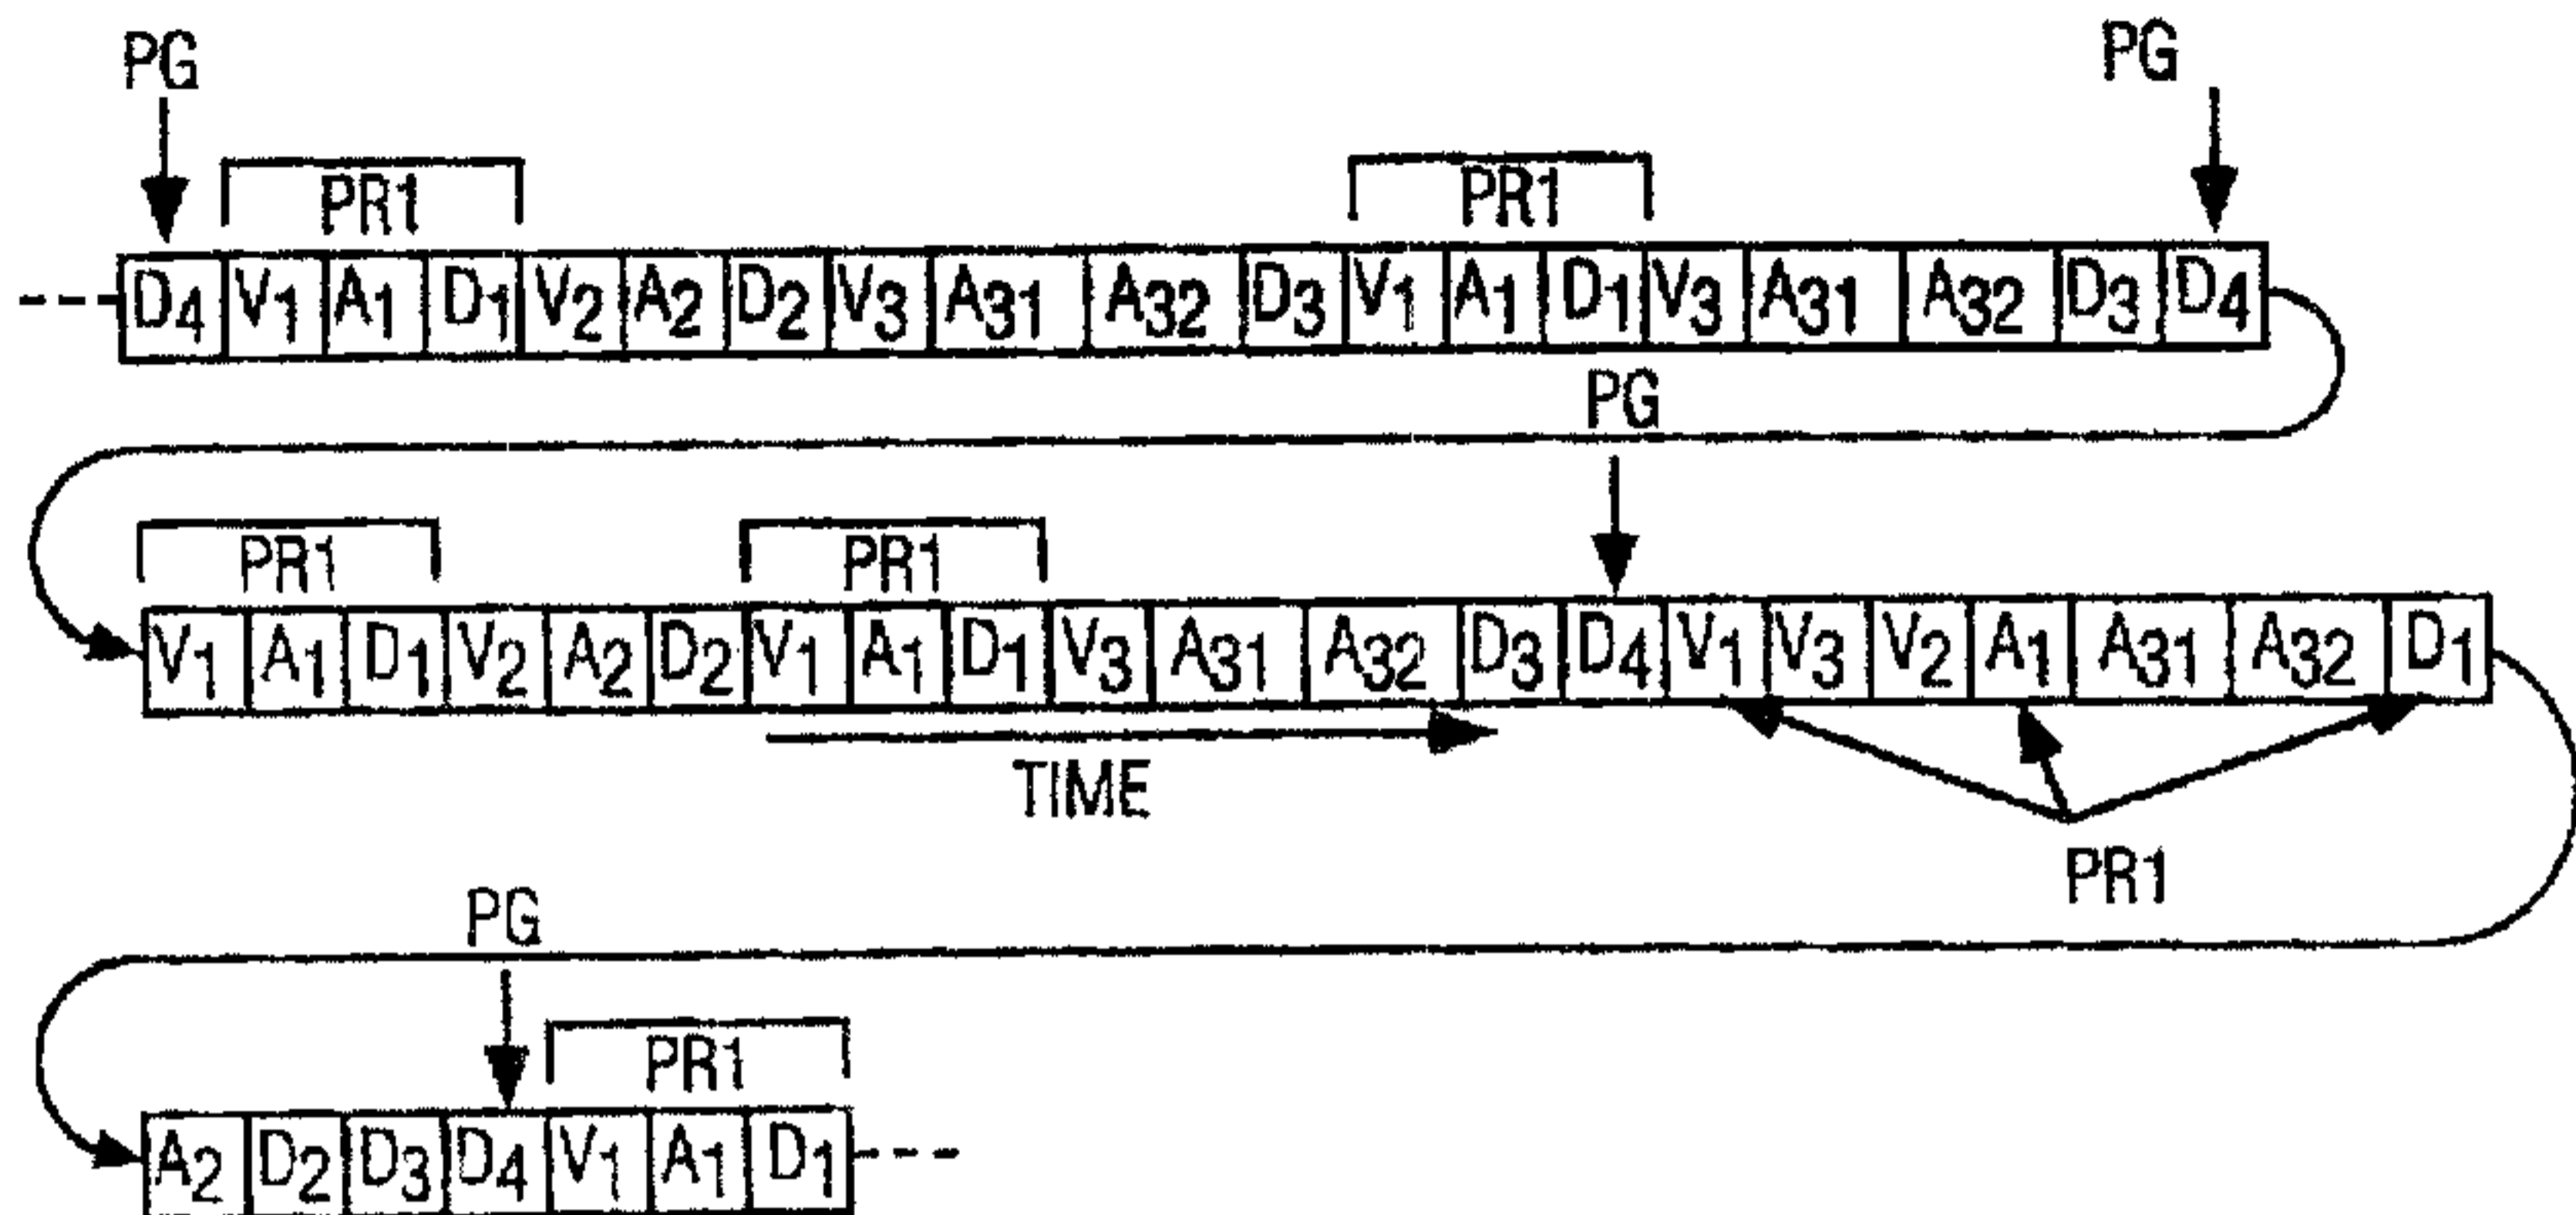 PG PG
PR1 PR1
D4 V1 A1 D1 V2 A2 D2 V3 A31 A32 D3 V1 A1 D1 V3 A31 A32 D3 D4
PG
PR1 PR1
V1 A1 D1 V2 A2 D2 V1 A1 D1 V3 A31 A32 D3 D4 V1 V3 V2 A1 A31 A32 D1
TIME
PR1
PG
PR1
A2 D2 D3 D4 V1 A1 D1